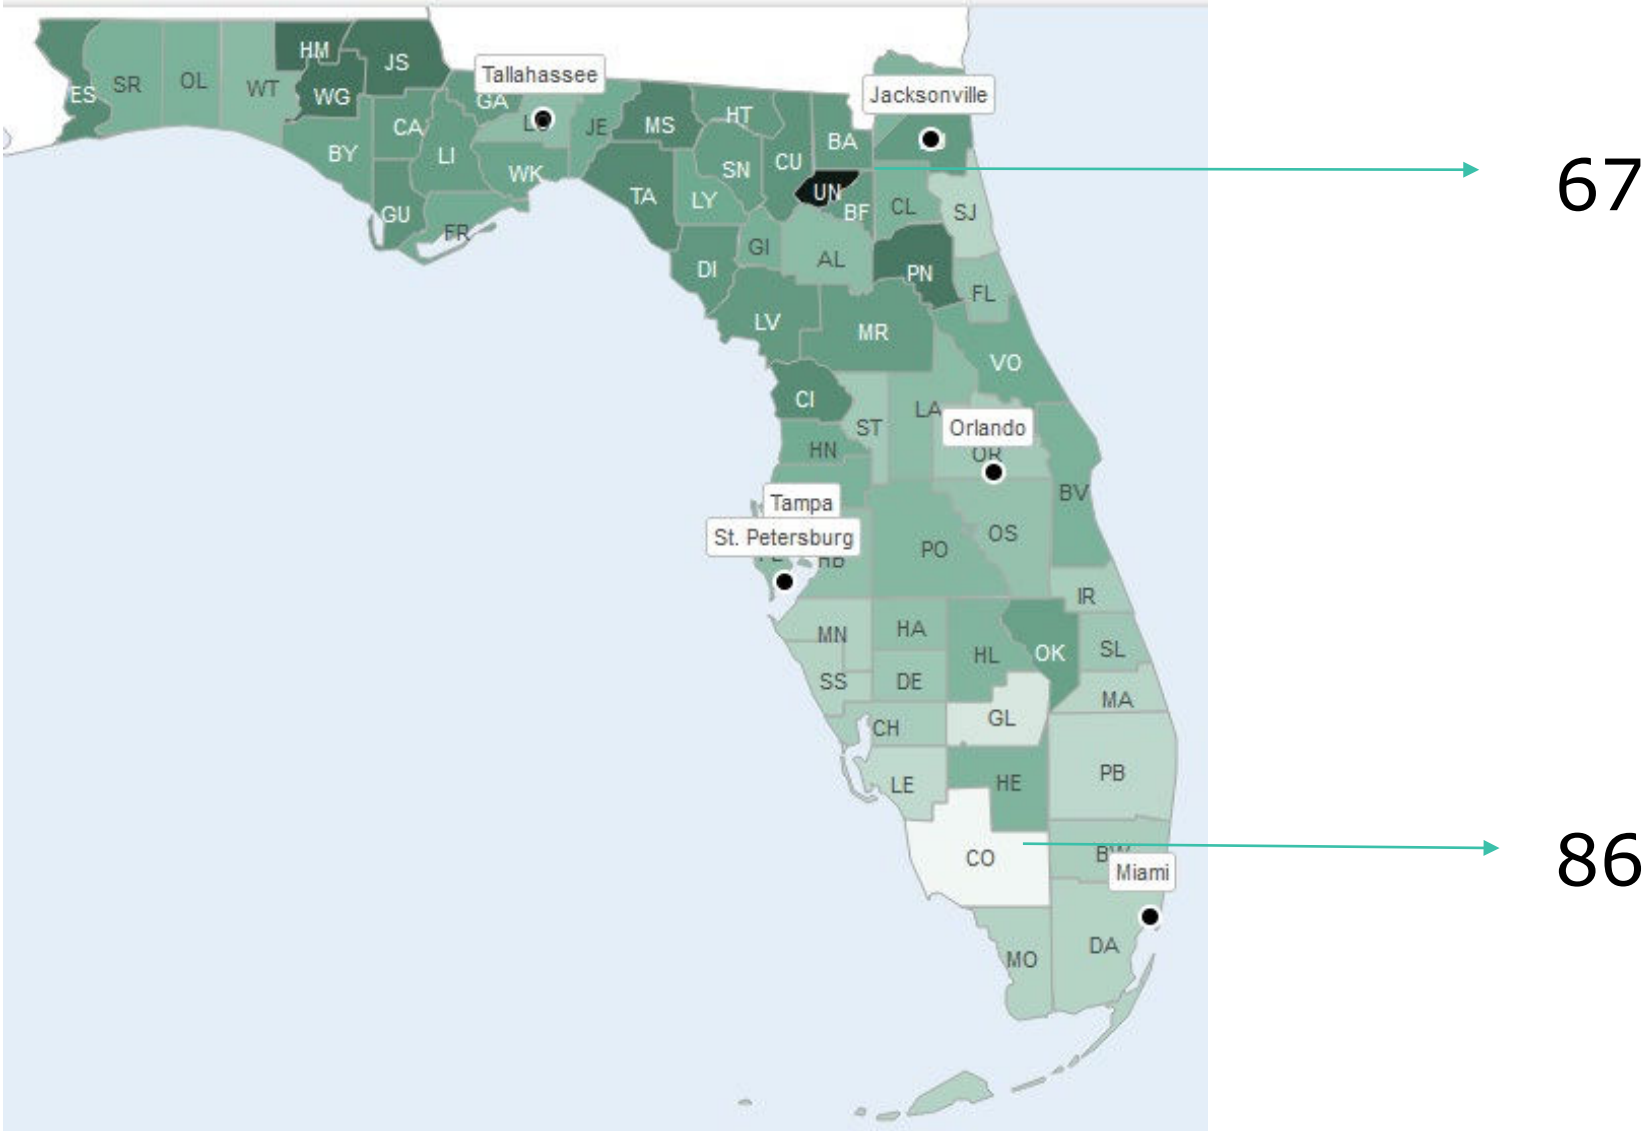 HM
JS
Tallahassee
ES
SR
OL
WT
WG
GA
Jacksonville
CA
JE
MS
HT
BA
BY
LI
WK
SN
CU
67
TA
LY
UN
BF
CL
SJ
GU
FR
GI
AL
DI
PN
FL
LV
MR
VO
CI
ST
LA
Orlando
HN
OR
BV
Tampa
St. Petersburg
OS
PO
HB
IR
MN
HA
HL
OK
SL
SS
DE
MA
CH
GL
LE
HE
PB
CO
BW
86
Miami
MO
DA